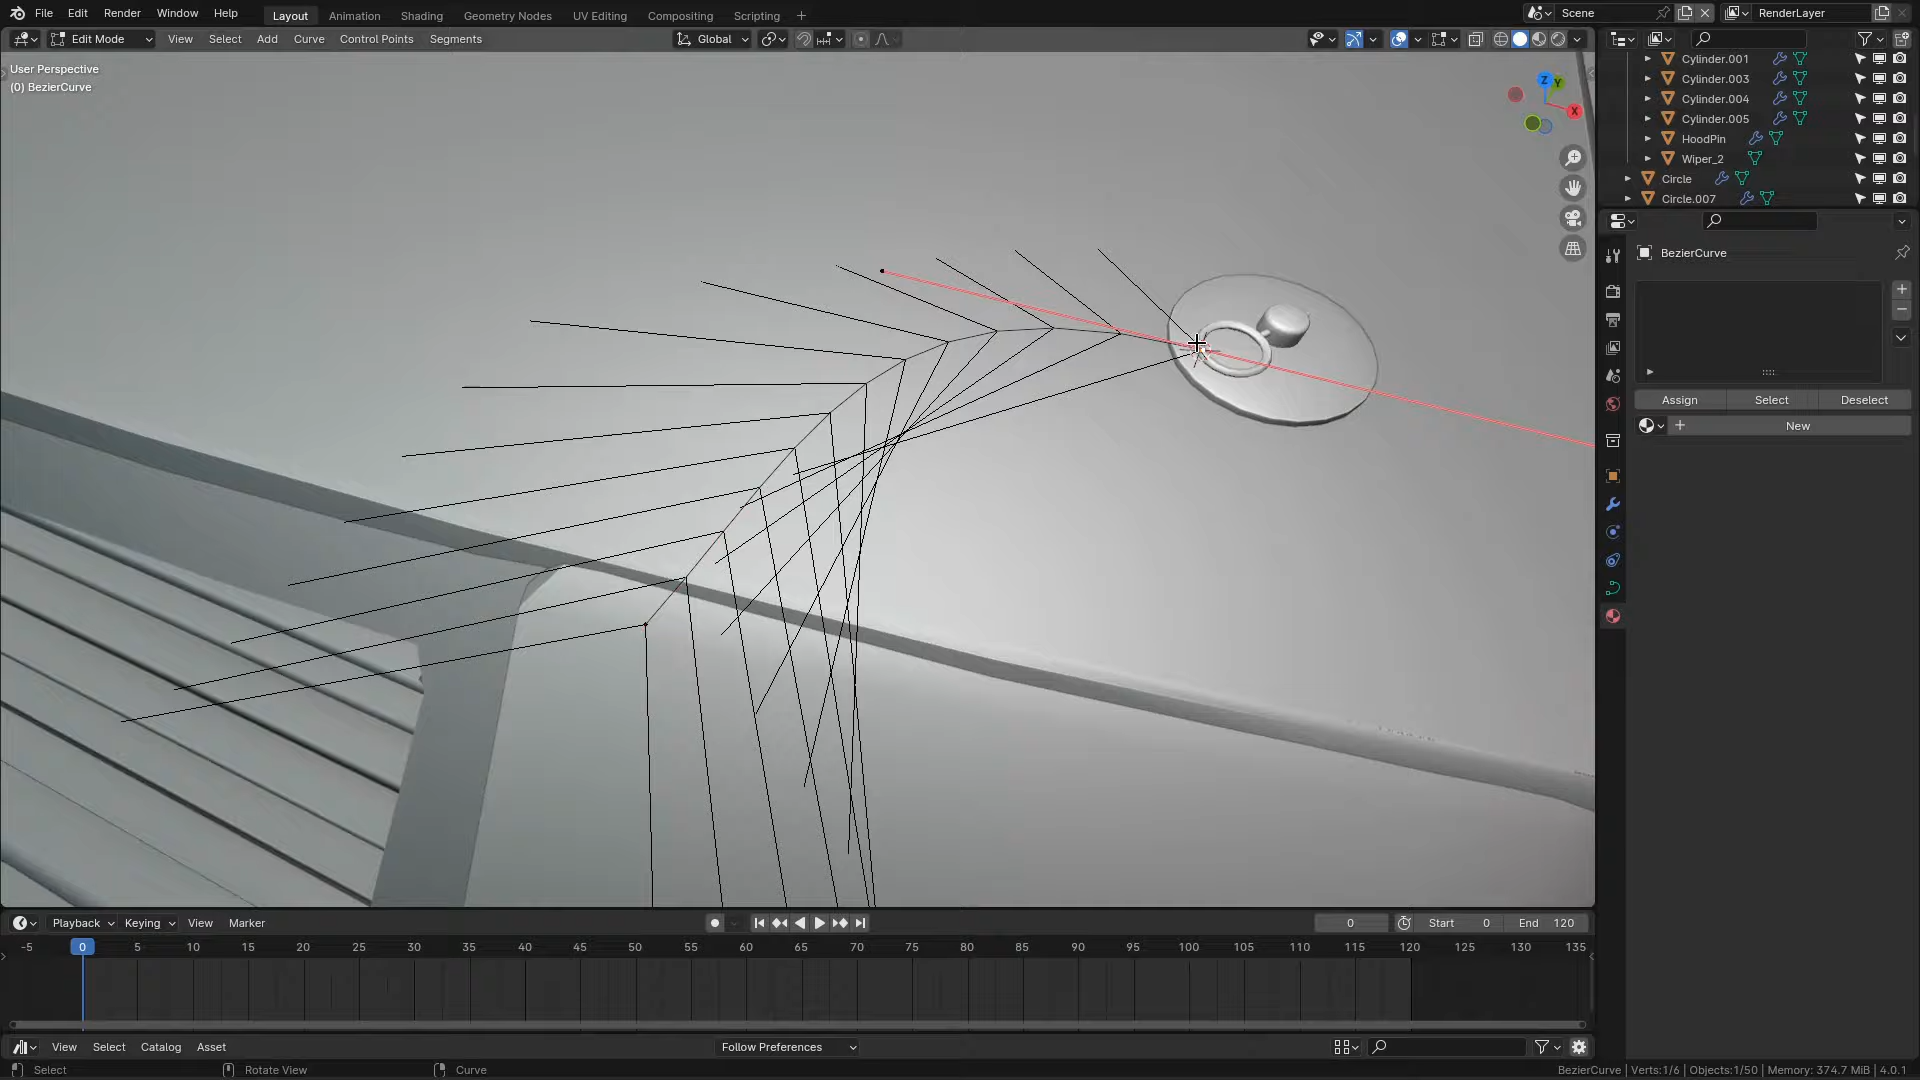 File Edit Render Window Help Layout Animation Shading Geometry Nodes UV Editing Compositing Scripting + Scene RenderLayer
Edit Mode View Select Add Curve Control Points Segments Global
User Perspective
(0) BezierCurve
Z Y X
Cylinder.001
Cylinder.003
Cylinder.004
Cylinder.005
HoodPin
Wiper_2
Circle
Circle.007
BezierCurve
Assign Select Deselect
New
Playback Keying View Marker 0 Start 0 End 120
-5 0 5 10 15 20 25 30 35 40 45 50 55 60 65 70 75 80 85 90 95 100 105 110 115 120 125 130 135
View Select Catalog Asset Follow Preferences
Select Rotate View Curve BezierCurve | Verts:1/6 | Objects:1/50 | Memory: 374.7 MiB | 4.0.1